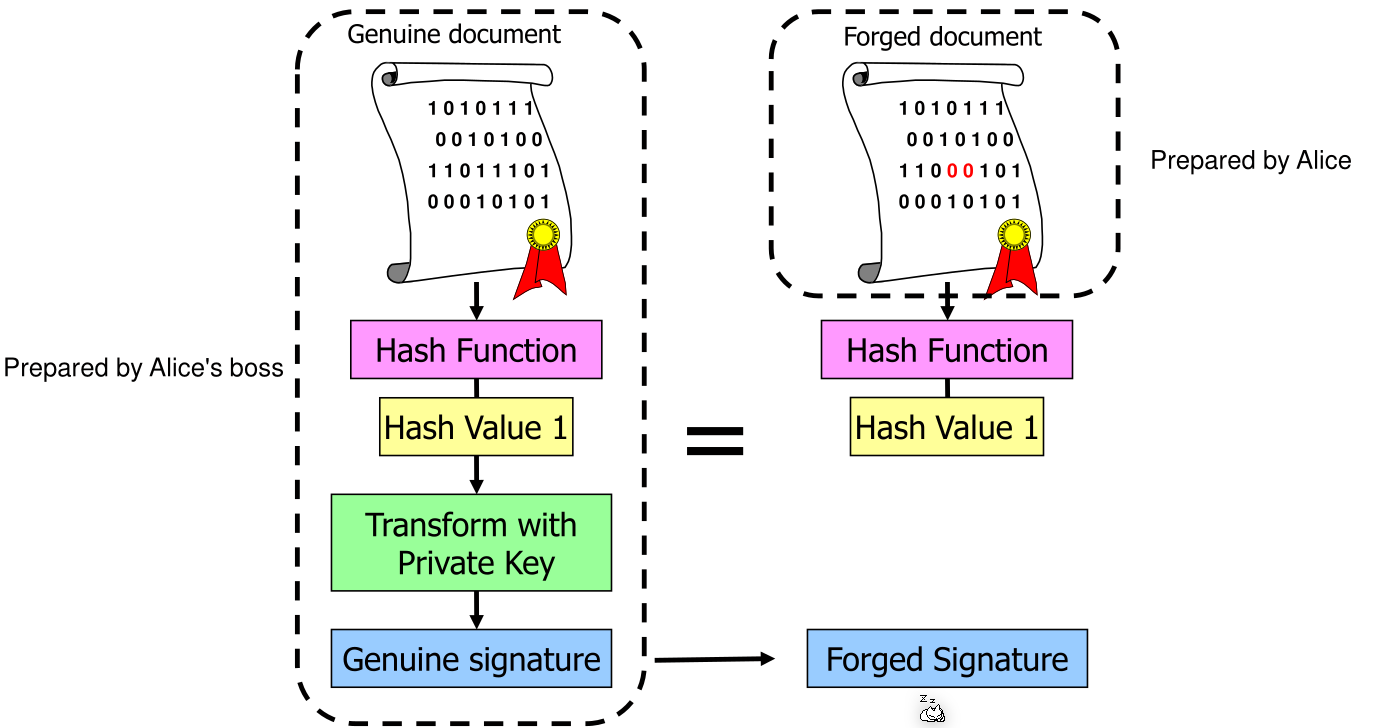 Genuine document
1 0 1 0 1 1 1
0 0 1 0 1 0 0
1 1 0 1 1 1 0 1
0 0 0 1 0 1 0 1
Hash Function
Hash Value 1
Transform with
Private Key
Genuine signature
Prepared by Alice's boss
=
Forged document
1 0 1 0 1 1 1
0 0 1 0 1 0 0
1 1 0 0 0 1 0 1
0 0 0 1 0 1 0 1
Prepared by Alice
Hash Function
Hash Value 1
Forged Signature
z z